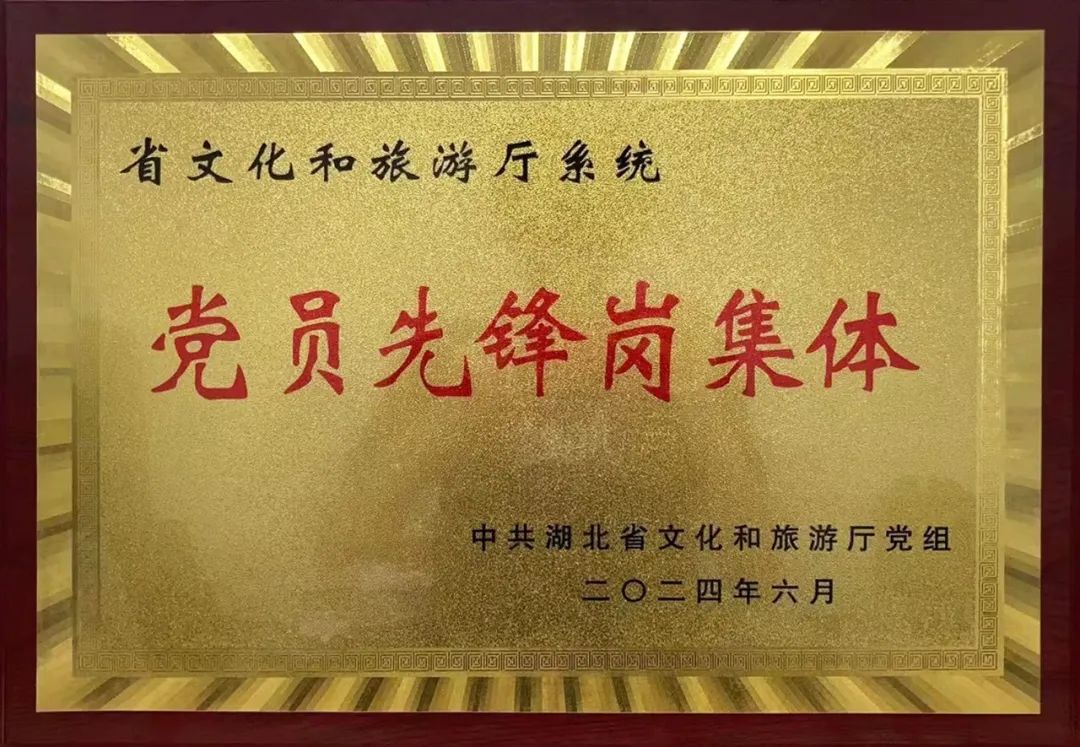 省文化和旅游厅系统
党员先锋岗集体
中共湖北省文化和旅游厅党组
二〇二四年六月